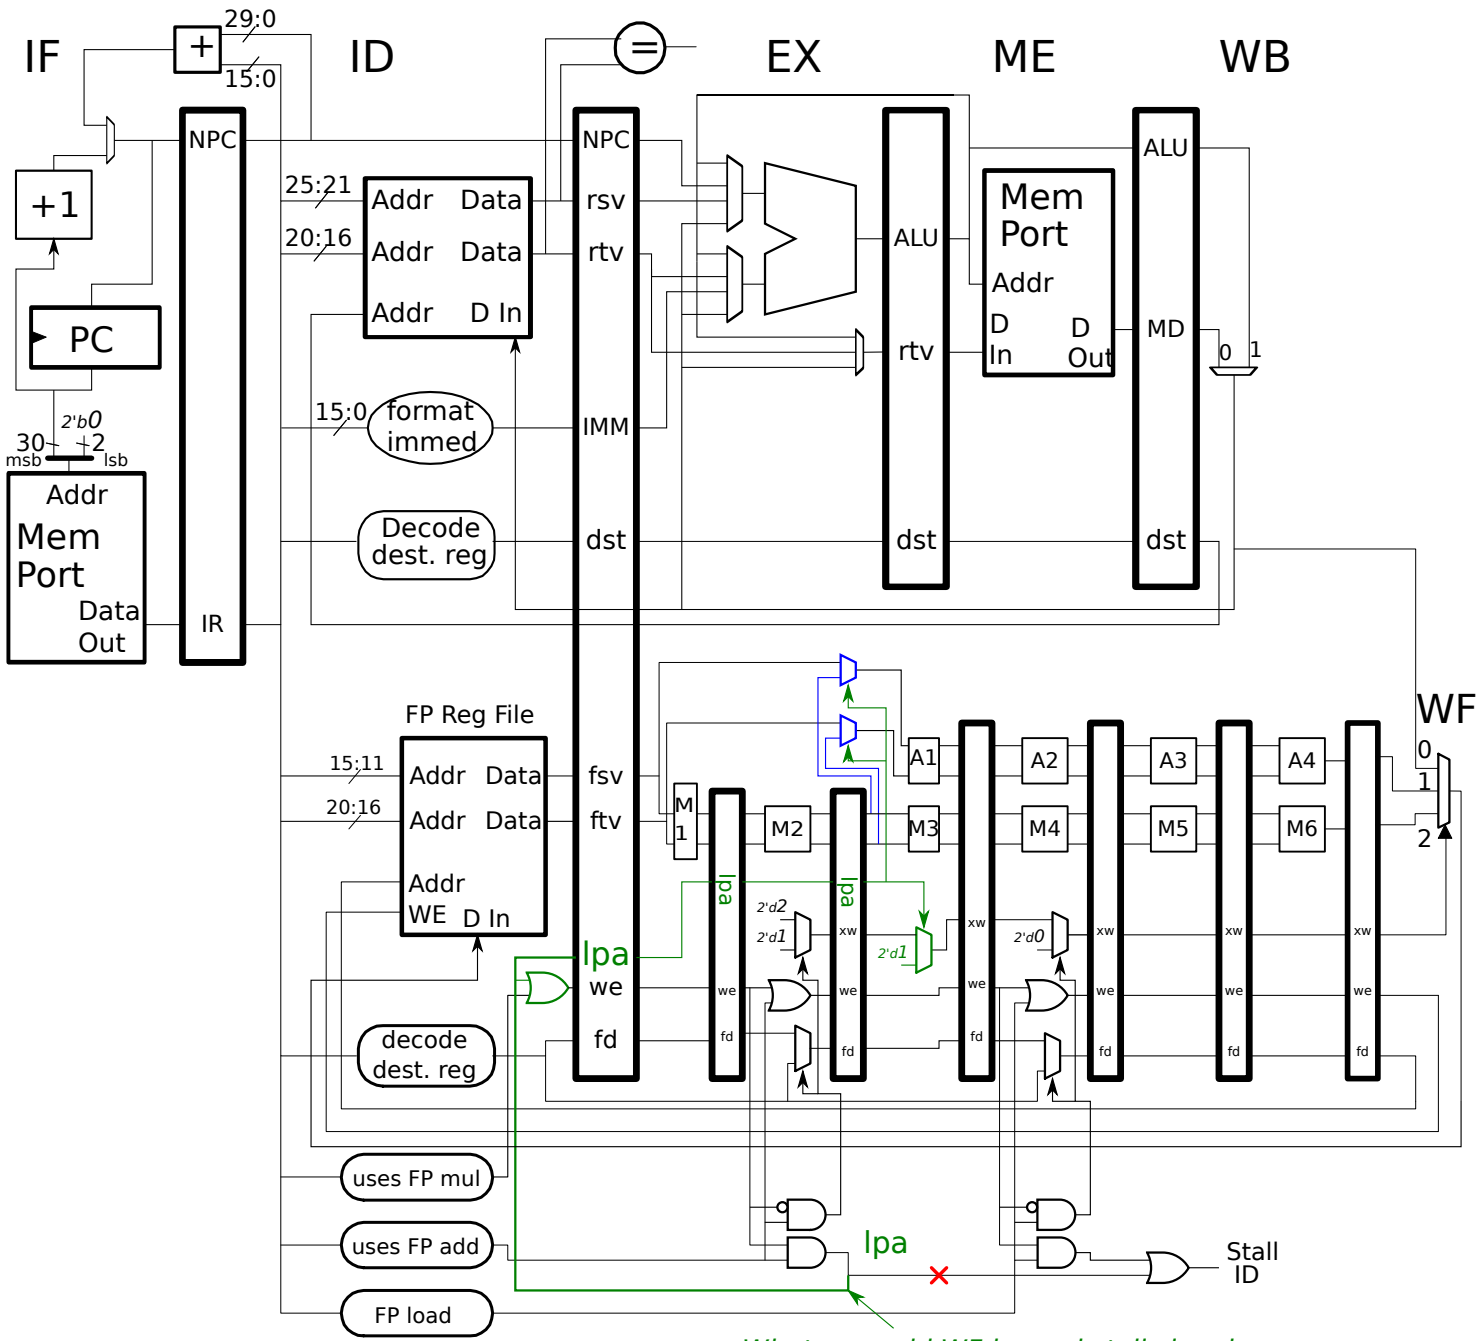 IF
ID
EX
ME
WB
29:0
15:0
+
=
NPC
NPC
ALU
+1
25:21
20:16
Addr
Data
Addr
Data
Addr
D In
rsv
rtv
ALU
Mem
Port
Addr
D
In
D
Out
MD
0
1
PC
rtv
15:0
format
immed
IMM
2'b0
30
2
msb
lsb
Addr
Mem
Port
Data
Out
Decode
dest. reg
dst
dst
dst
IR
FP Reg File
WF
15:11
20:16
Addr
Data
Addr
Data
Addr
WE
D In
fsv
ftv
M
1
M2
A1
M3
A2
M4
A3
M5
A4
M6
0
1
2
lpa
lpa
lpa
2'd2
2'd1
2'd1
2'd0
xw
xw
xw
xw
xw
we
we
we
we
we
we
we
fd
fd
fd
fd
fd
fd
fd
decode
dest. reg
uses FP mul
uses FP add
FP load
lpa
Stall
ID